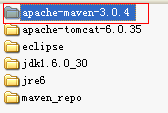 apache-maven-3.0.4
apache-tomcat-6.0.35
eclipse
jdk1.6.0_30
jre6
maven_repo